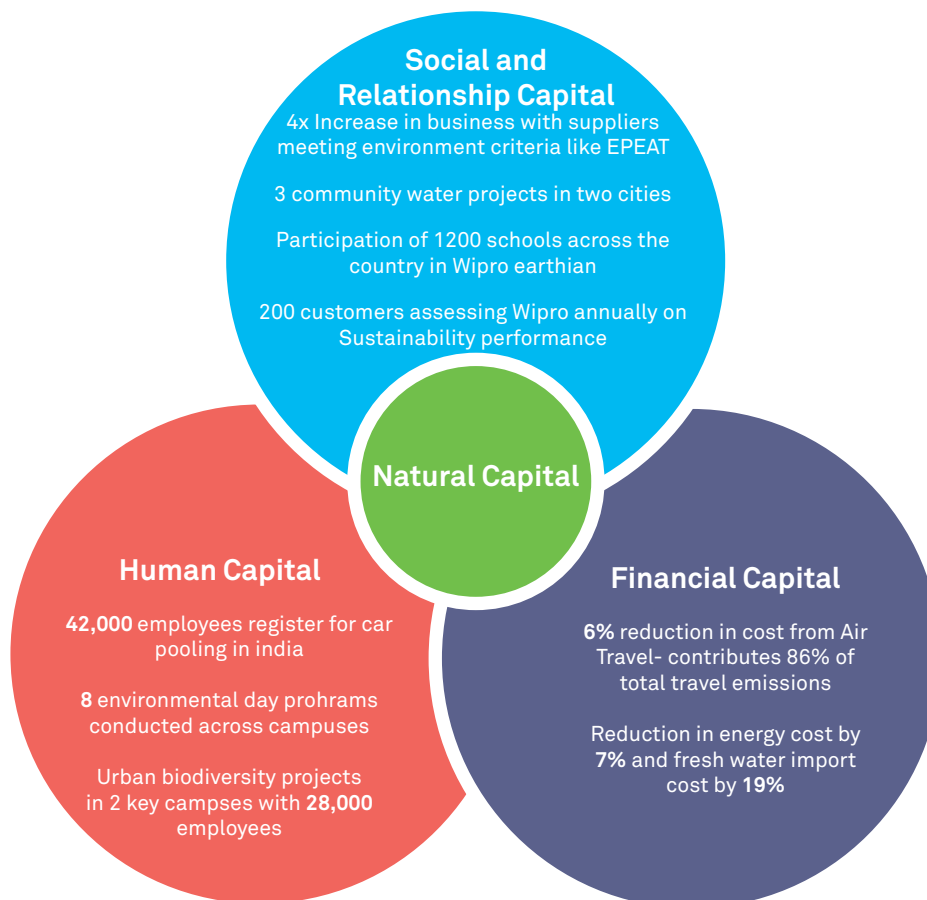 Social and
Relationship Capital
4x Increase in business with suppliers
meeting environment criteria like EPEAT
3 community water projects in two cities
Participation of 1200 schools across the
country in Wipro earthian
200 customers assessing Wipro annually on
Sustainability performance
Natural Capital
Human Capital
42,000 employees register for car
pooling in india
8 environmental day prohrams
conducted across campuses
Urban biodiversity projects
in 2 key campses with 28,000
employees
Financial Capital
6% reduction in cost from Air
Travel- contributes 86% of
total travel emissions
Reduction in energy cost by
7% and fresh water import
cost by 19%